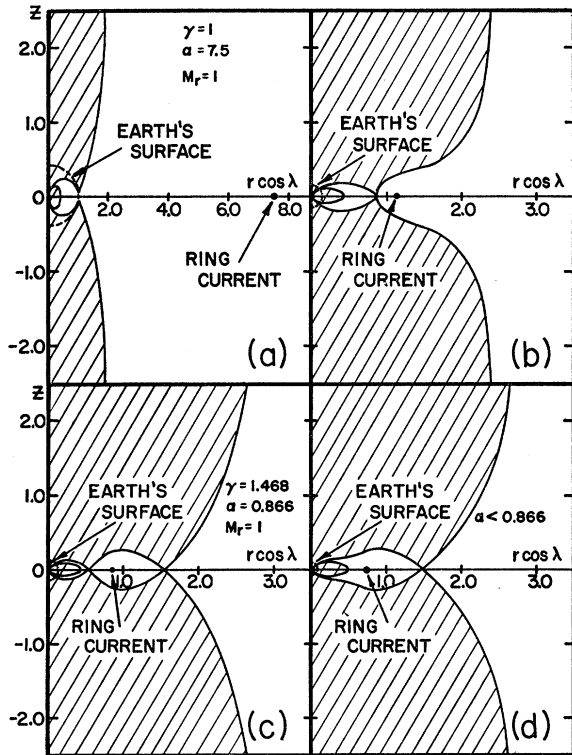 Z
2.0
1.0
0
-1.0
-2.0
γ=1
α=7.5
Mr=1
EARTH'S
SURFACE
r cos λ
2.0 4.0 6.0 8.0
RING
CURRENT
(a)
EARTH'S
SURFACE
r cos λ
1.0 2.0 3.0
RING
CURRENT
(b)
Z
2.0
1.0
0
-1.0
-2.0
EARTH'S
SURFACE
γ=1.468
α=0.866
Mr=1
r cos λ
1.0 2.0 3.0
RING
CURRENT
(c)
EARTH'S
SURFACE
α<0.866
r cos λ
1.0 2.0 3.0
RING
CURRENT
(d)